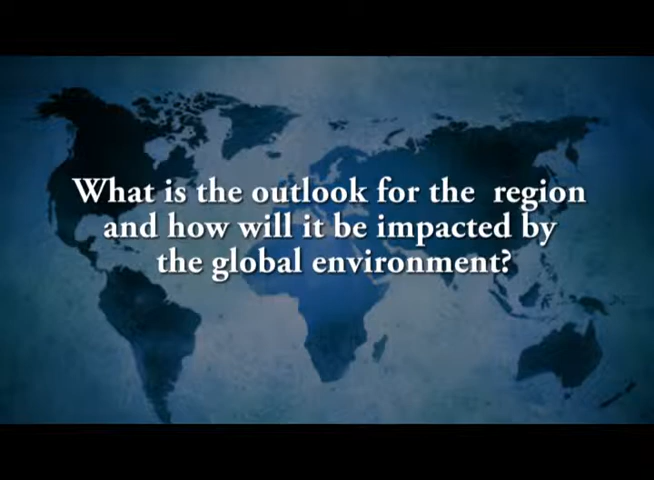 What is the outlook for the  region
and how will it be impacted by
the global environment?